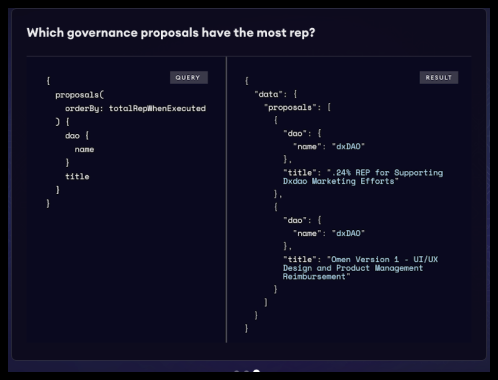 Which governance proposals have the most rep?
QUERY
{
proposals(
orderBy: totalRepWhenExecuted
) {
dao {
name
}
title
}
}
RESULT
{
"data": {
"proposals": [
{
"dao": {
"name": "dxDAO"
},
"title": ".24% REP for Supporting
Dxdao Marketing Efforts"
},
{
"dao": {
"name": "dxDAO"
},
"title": "Omen Version 1 - UI/UX
Design and Product Management
Reimbursement"
}
]
}
}